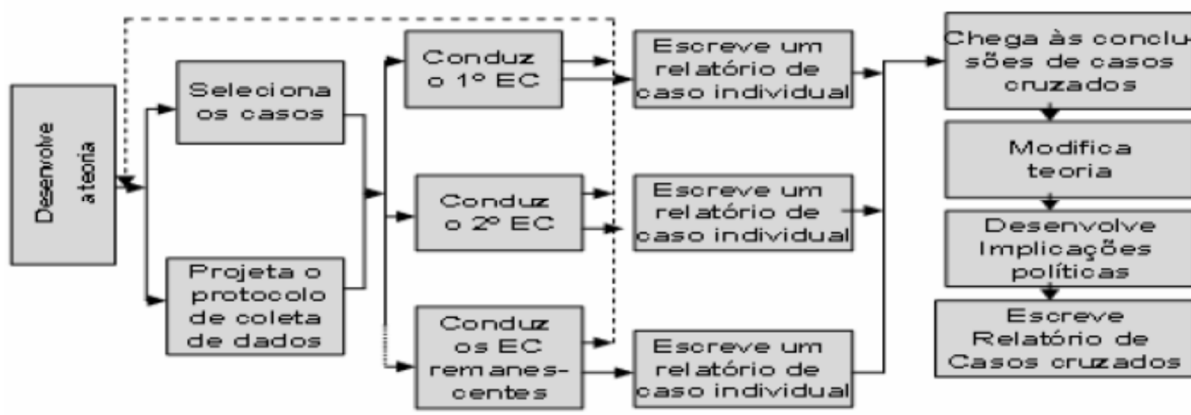 Desenvolve
a teoria
Seleciona
os casos
Projeta o
protocolo
de coleta
de dados
Conduz
o 1º EC
Conduz
o 2º EC
Conduz
os EC
remanes-
centes
Escreve um
relatório de
caso individual
Escreve um
relatório de
caso individual
Escreve um
relatório de
caso individual
Chega às conclu-
sões de casos
cruzados
Modifica
teoria
Desenvolve
Implicações
políticas
Escreve
Relatório de
Casos cruzados